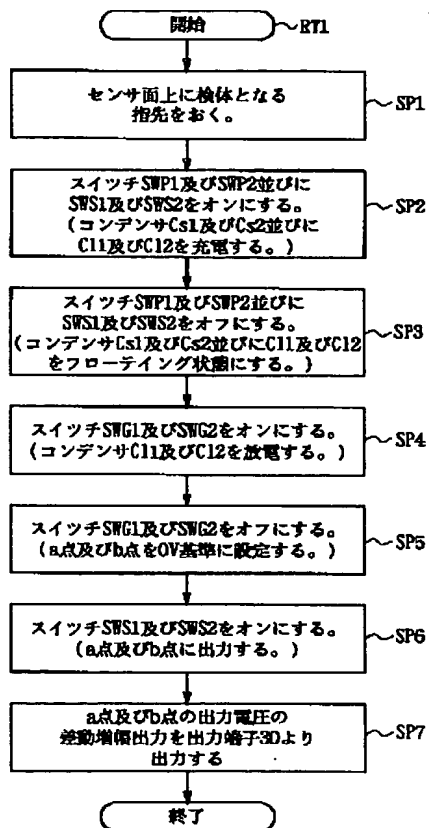 開始
RT1
センサ面上に検体となる
指先をおく。
SP1
スイッチSWP1及びSWP2並びに
SWS1及びSWS2をオンにする。
(コンデンサCs1及びCs2並びに
Cl1及びCl2を充電する。)
SP2
スイッチSWP1及びSWP2並びに
SWS1及びSWS2をオフにする。
(コンデンサCs1及びCs2並びにCl1及びCl2
をフローテイング状態にする。)
SP3
スイッチSWG1及びSWG2をオンにする。
(コンデンサCl1及びCl2を放電する。)
SP4
スイッチSWG1及びSWG2をオフにする。
(a点及びb点を0V基準に設定する。)
SP5
スイッチSWS1及びSWS2をオンにする。
(a点及びb点に出力する。)
SP6
a点及びb点の出力電圧の
差動増幅出力を出力端子3Dより
出力する
SP7
終了